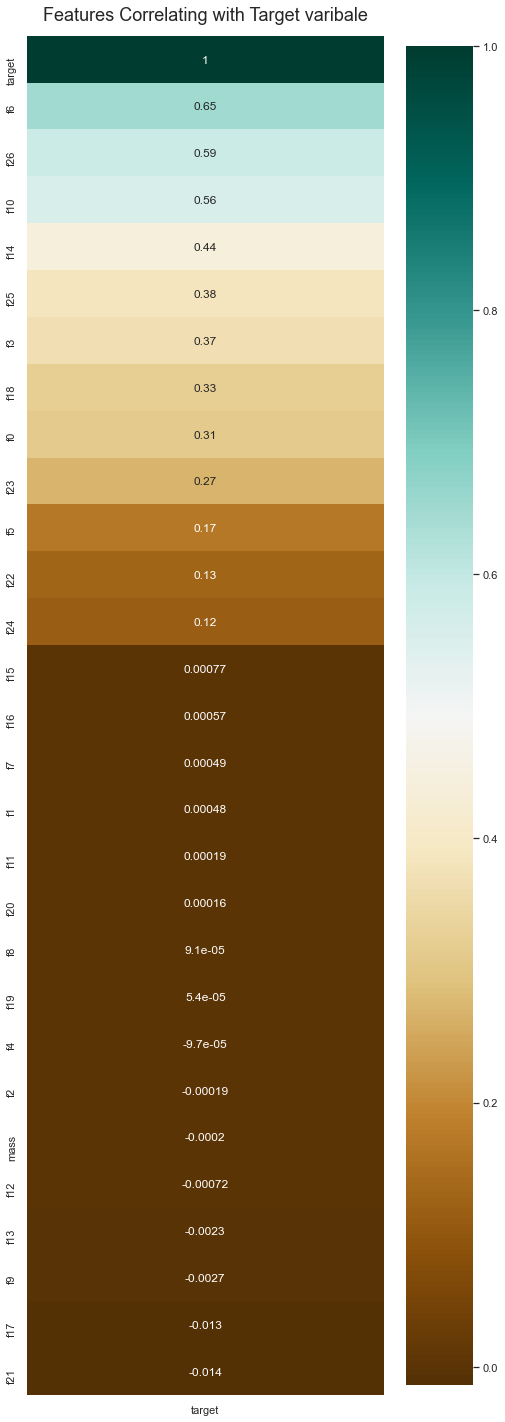 Features Correlating with Target varibale
target 1
f6 0.65
f26 0.59
f10 0.56
f14 0.44
f25 0.38
f3 0.37
f18 0.33
f0 0.31
f23 0.27
f5 0.17
f22 0.13
f24 0.12
f15 0.00077
f16 0.00057
f7 0.00049
f1 0.00048
f11 0.00019
f20 0.00016
f8 9.1e-05
f19 5.4e-05
f4 -9.7e-05
f2 -0.00019
mass -0.0002
f12 -0.00072
f13 -0.0023
f9 -0.0027
f17 -0.013
f21 -0.014
target
1.0
0.8
0.6
0.4
0.2
0.0